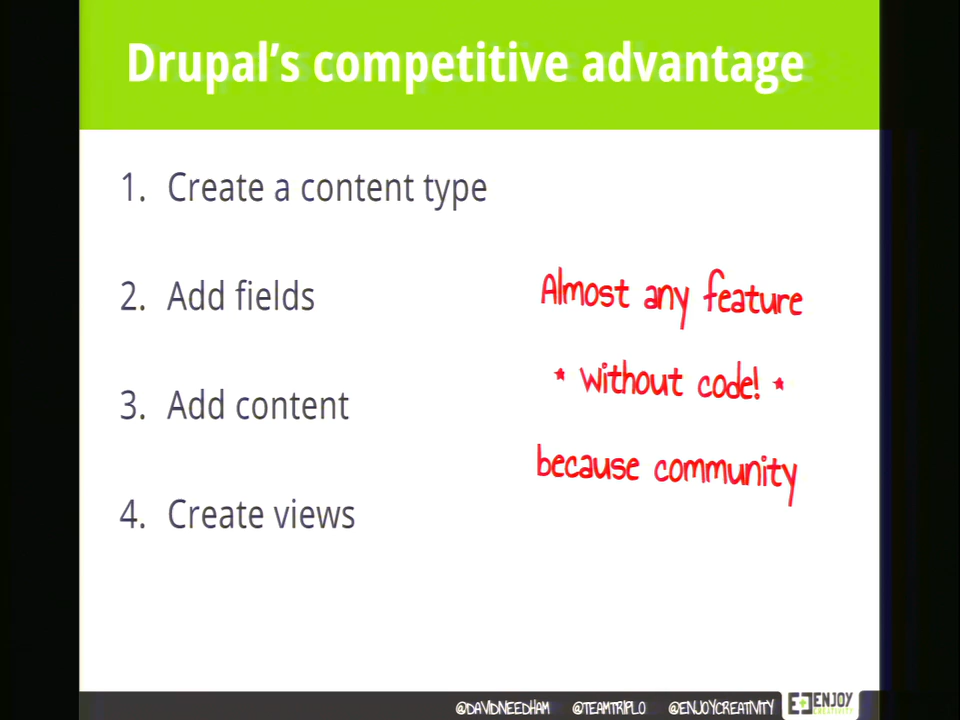 Drupal's competitive advantage
1. Create a content type
2. Add fields
3. Add content
4. Create views
Almost any feature
* without code! *
because community
@DAVIDNEEDHAM @TEAMTRIPLO @ENJOYCREATIVITY
E+ ENJOY
CREATIVITY